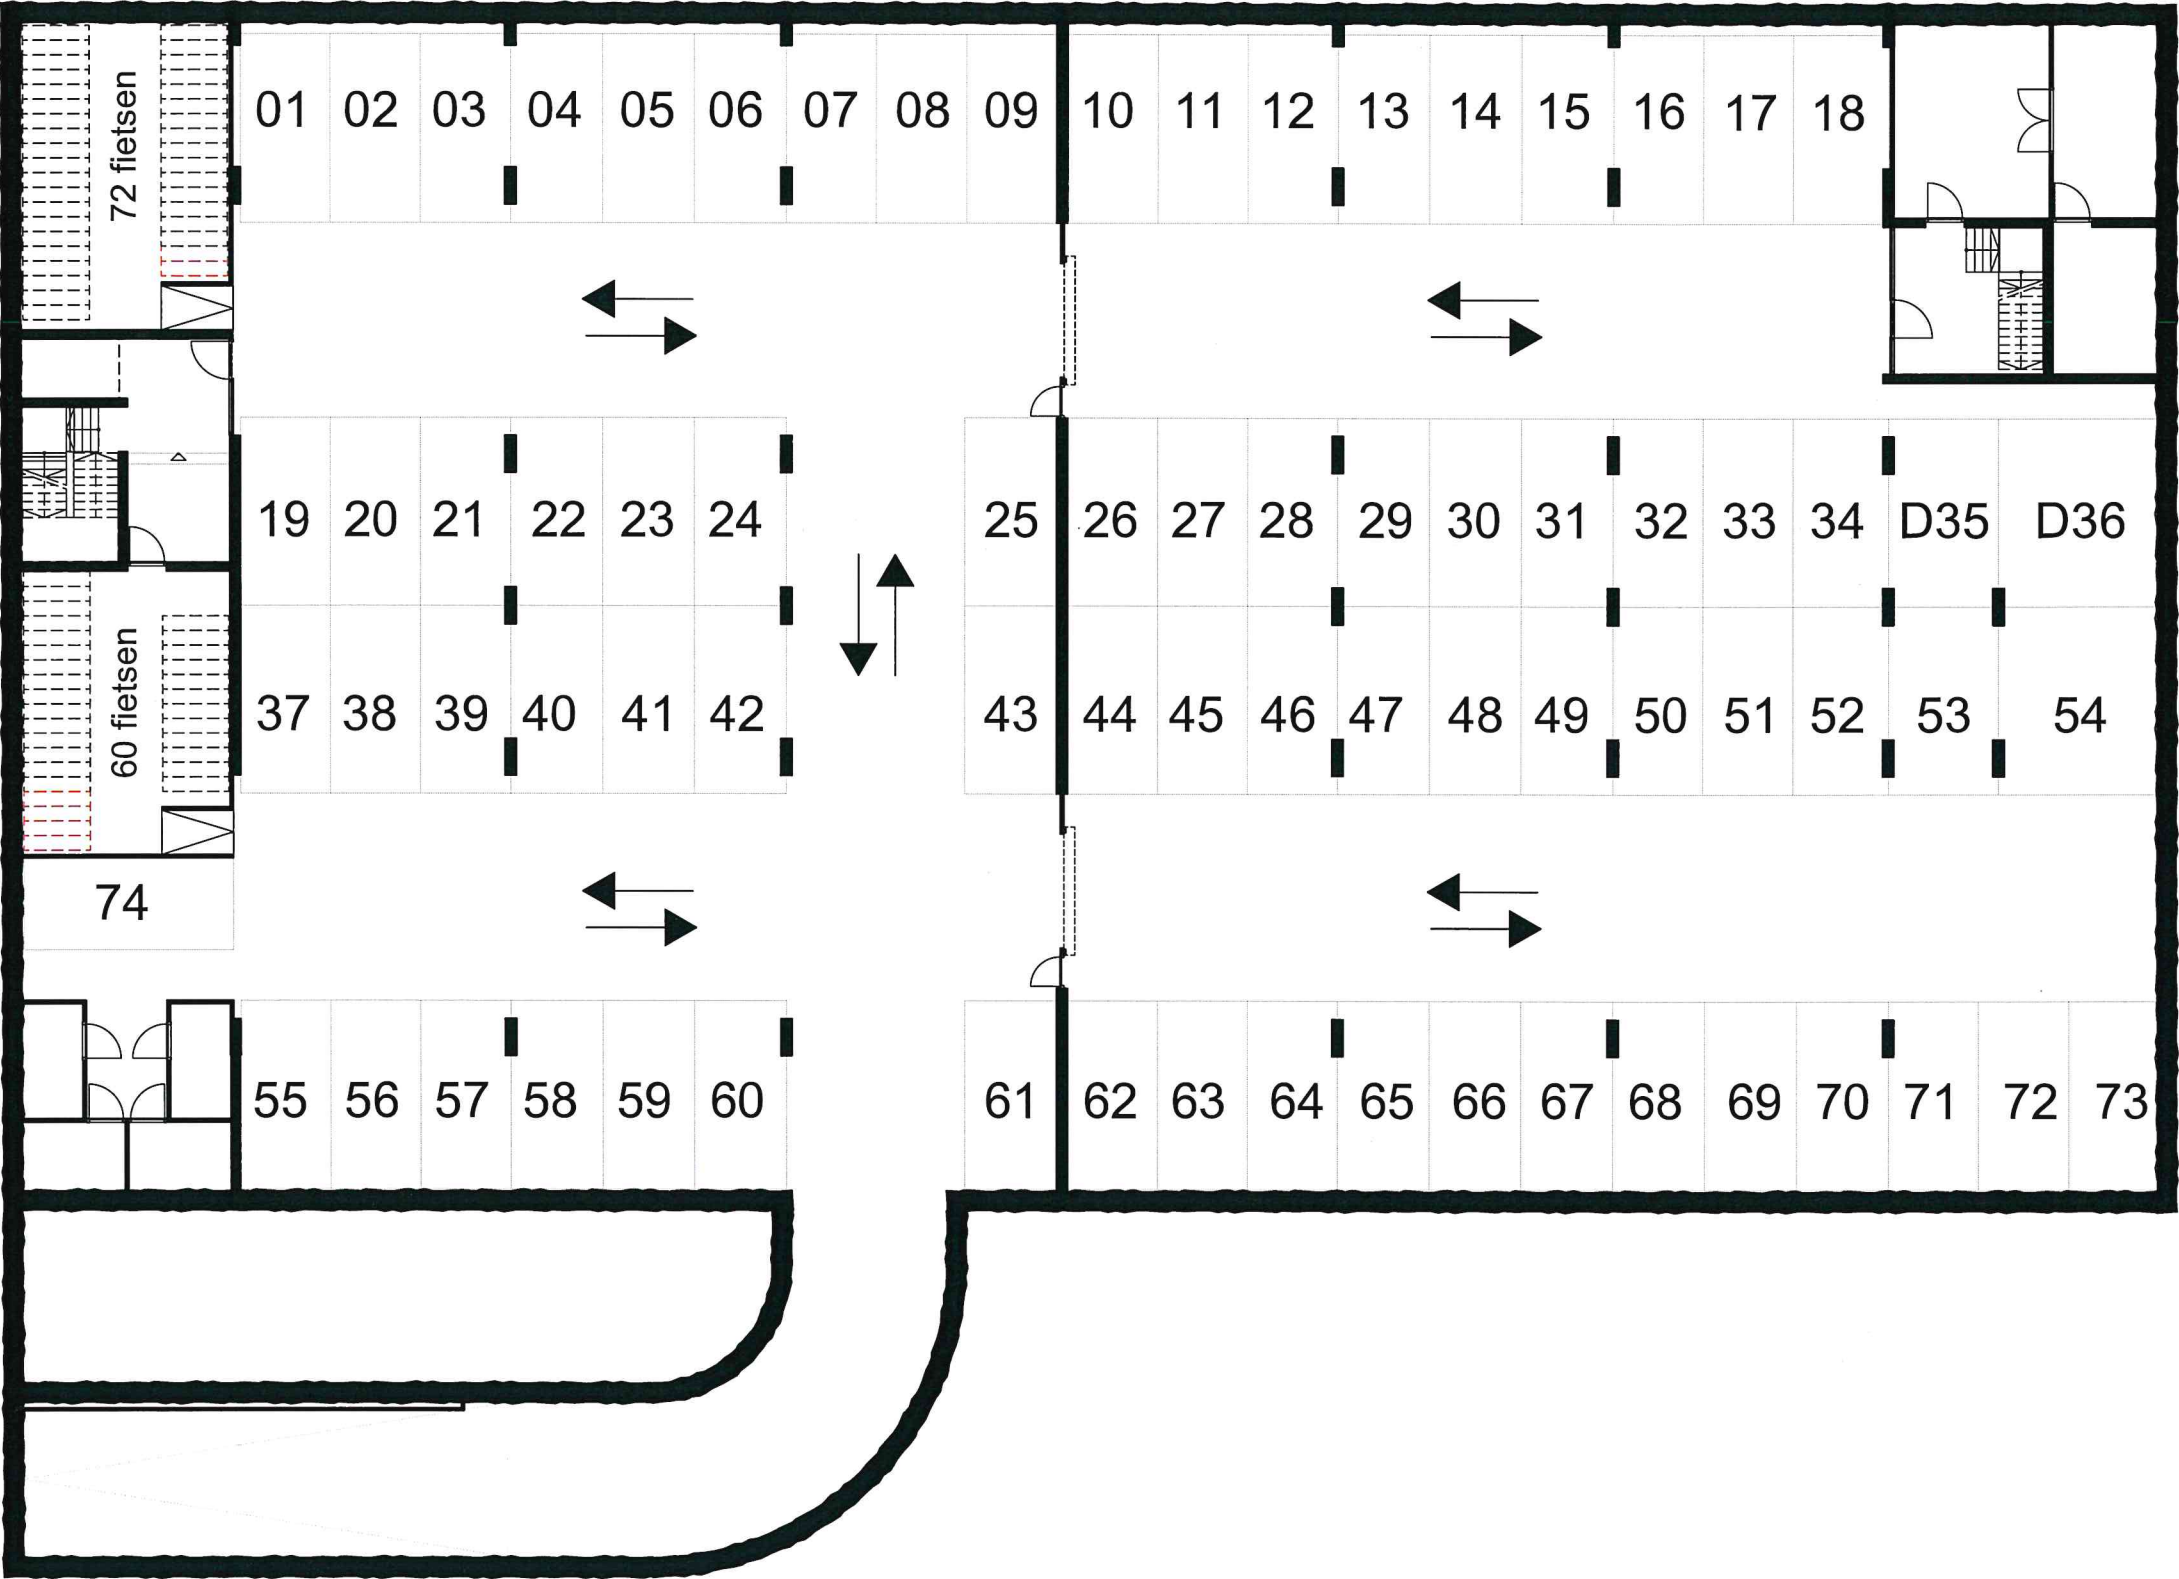 72 fietsen
01 02 03 04 05 06 07 08 09 10 11 12 13 14 15 16 17 18
19 20 21 22 23 24 25 26 27 28 29 30 31 32 33 34 D35 D36
60 fietsen
37 38 39 40 41 42 43 44 45 46 47 48 49 50 51 52 53 54
74
55 56 57 58 59 60 61 62 63 64 65 66 67 68 69 70 71 72 73